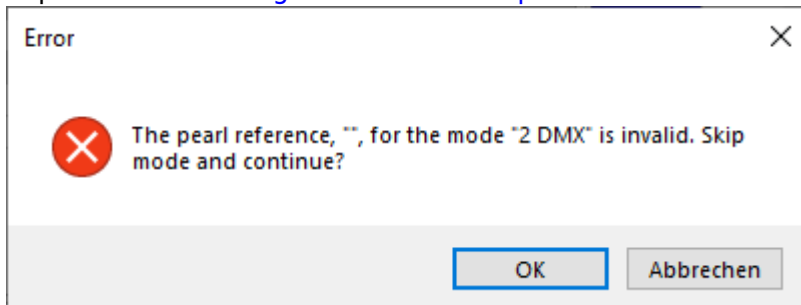 Error
The pearl reference, "", for the mode "2 DMX" is invalid. Skip
mode and continue?
OK
Abbrechen